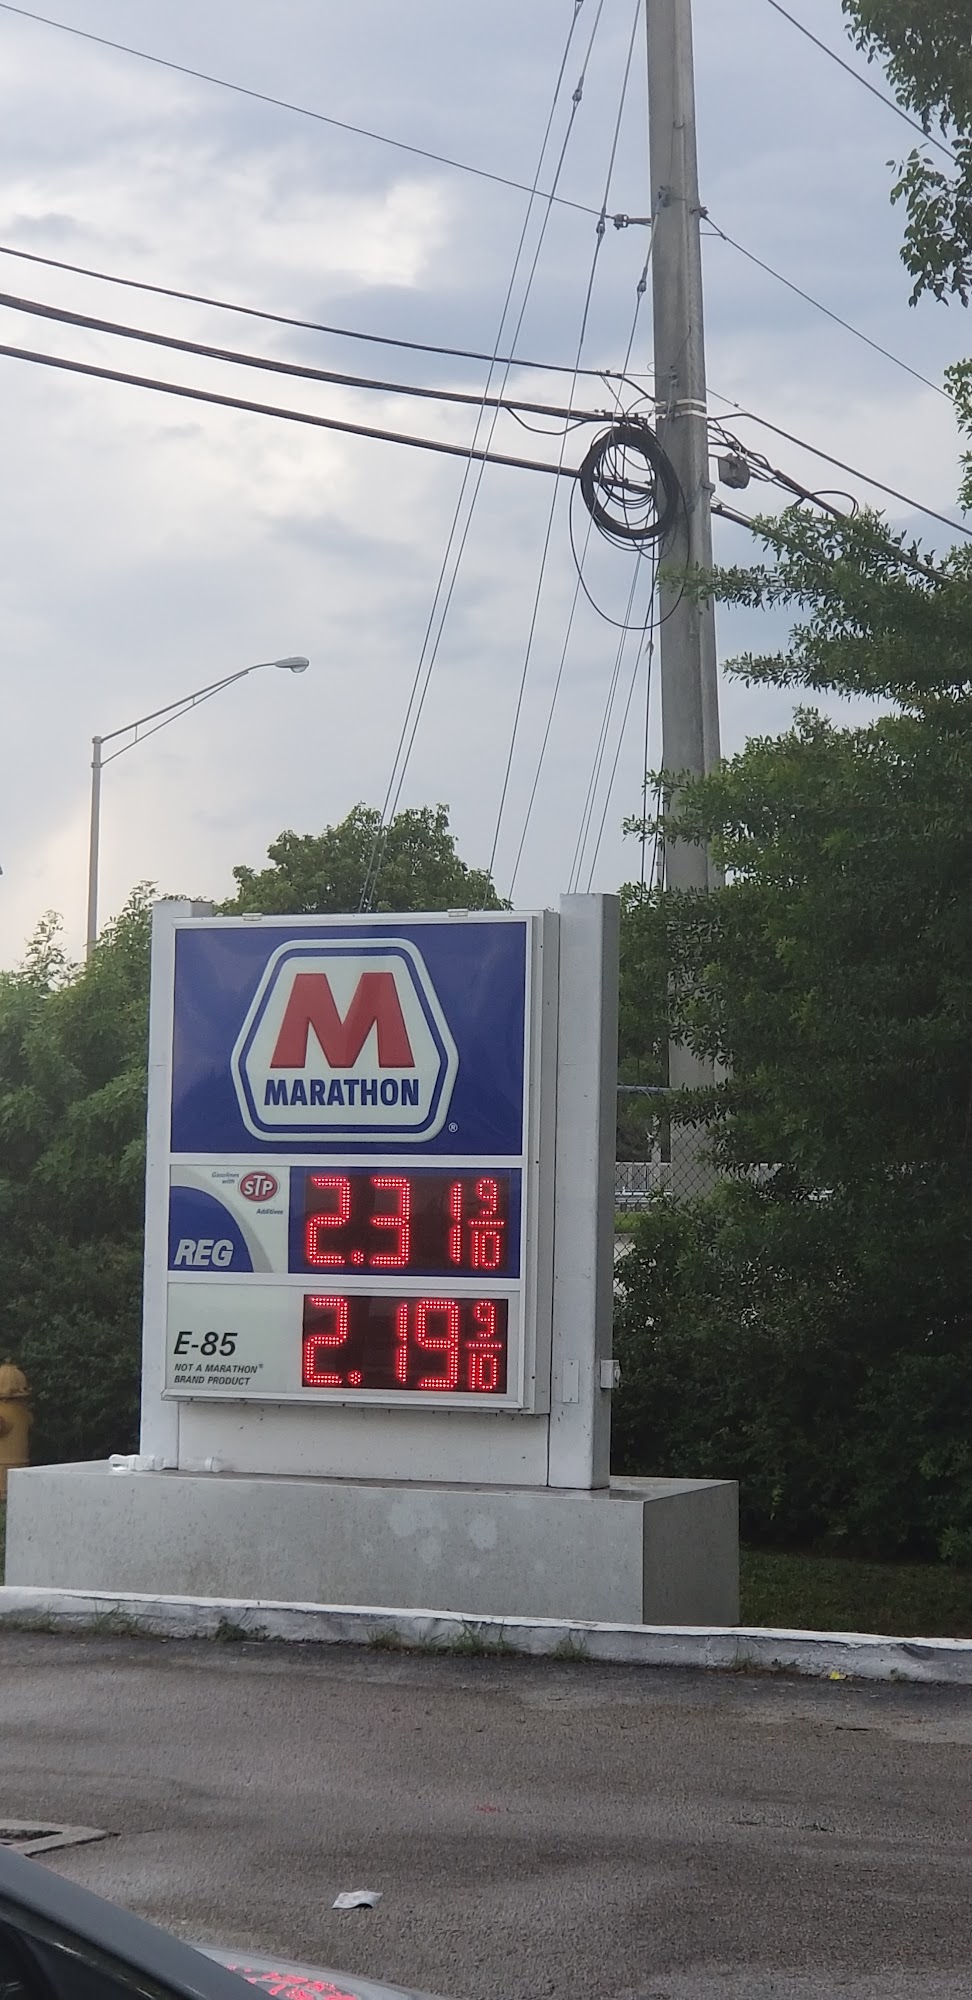 M
MARATHON
®
Gasolines
with
STP
Additives
REG
2.31 9/10
E-85
NOT A MARATHON®
BRAND PRODUCT
2.19 9/10